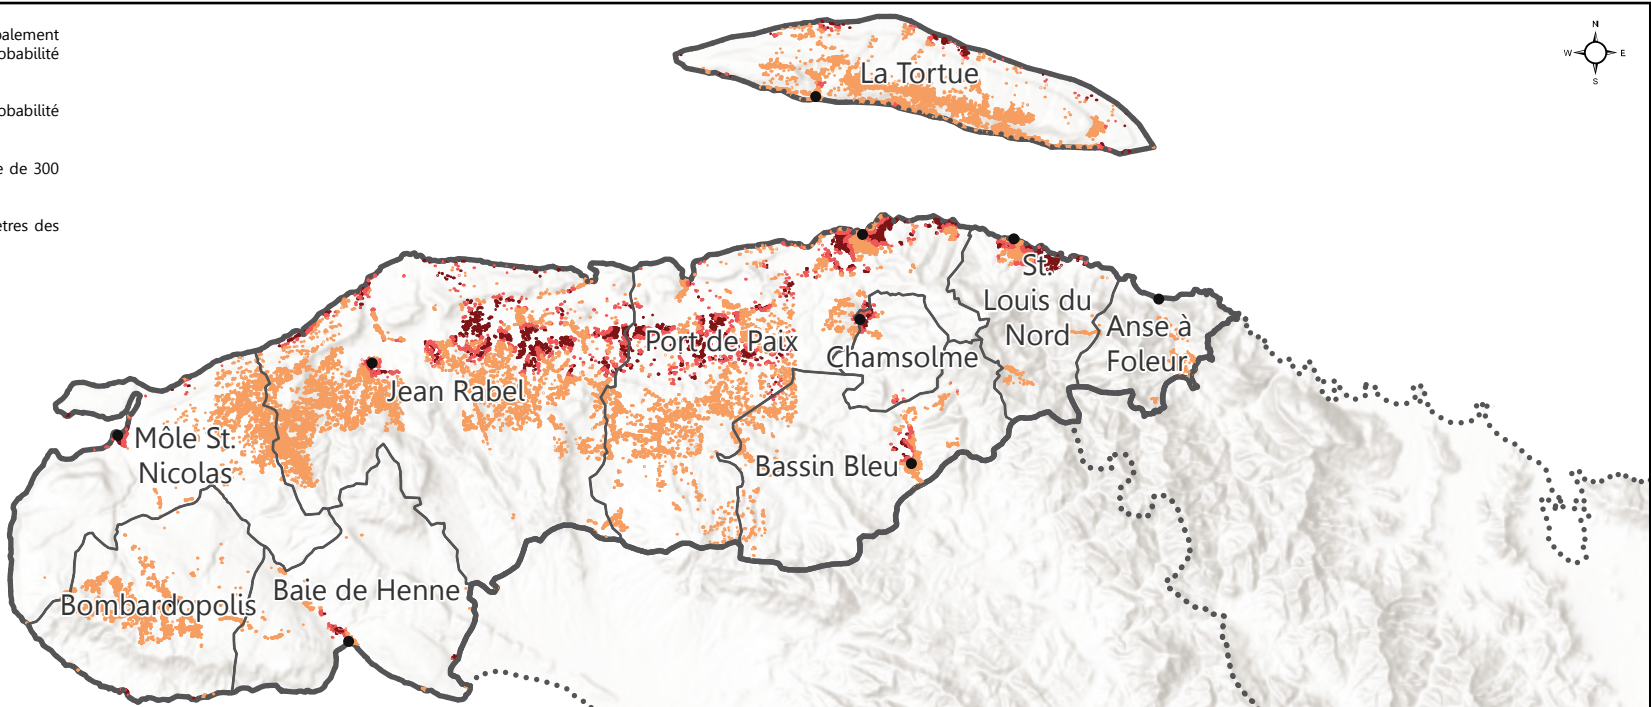 palement
obabilité
obabilité
e de 300
ètres des
N
W E
S
La Tortue
St.
Louis du
Nord
Anse à
Foleur
Port de Paix
Chamsolme
Jean Rabel
Môle St.
Nicolas
Bassin Bleu
Baie de Henne
Bombardopolis